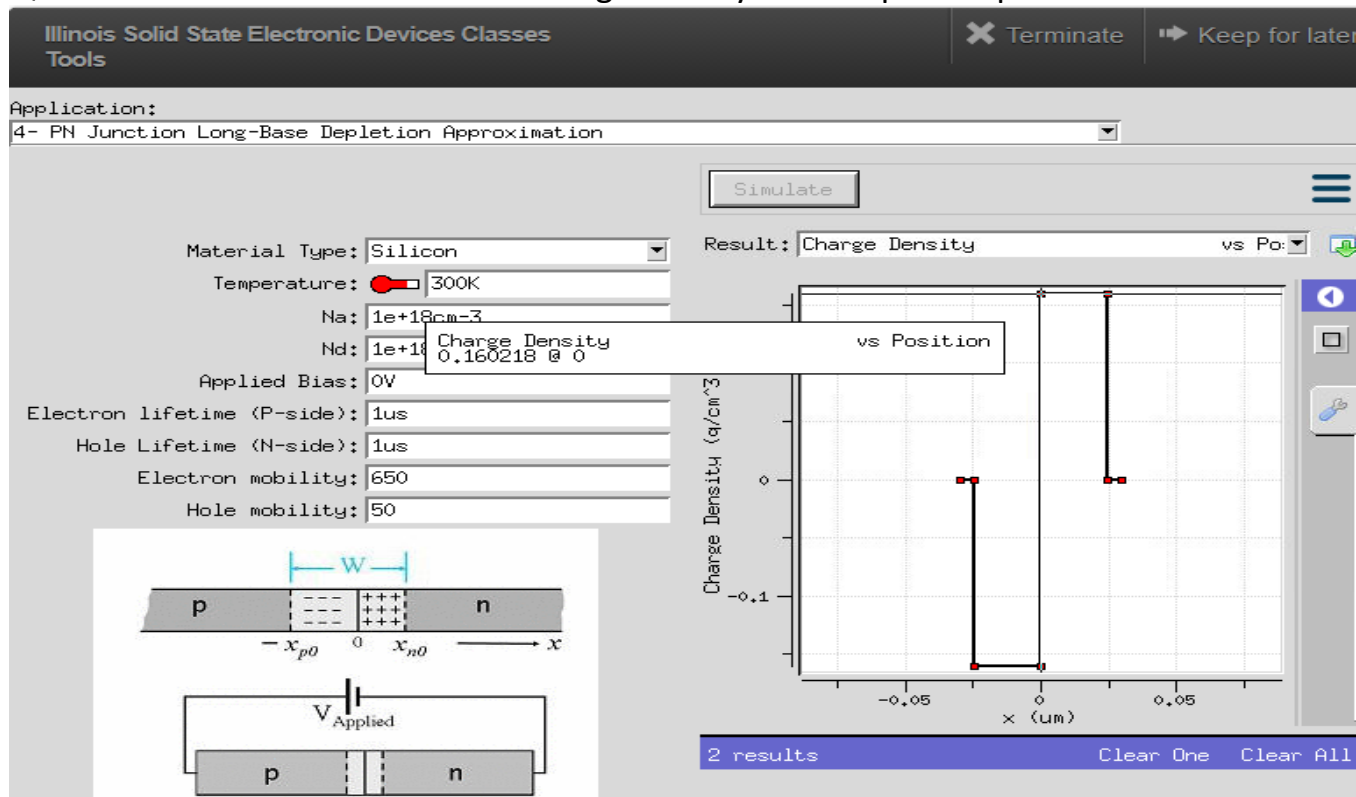 Illinois Solid State Electronic Devices Classes
Tools
Terminate
Keep for later
Application:
4- PN Junction Long-Base Depletion Approximation
Simulate
Result: Charge Density vs Po:
Material Type: Silicon
Temperature: 300K
Na: 1e+18cm-3
Nd: 1e+18
Applied Bias: 0V
Electron lifetime (P-side): 1us
Hole Lifetime (N-side): 1us
Electron mobility: 650
Hole mobility: 50
Charge Density vs Position
0.160218 @ 0
Charge Density (q/cm^3
0
-0.1
-0.05 0 0.05
x (um)
W
p
--- +++
--- +++
n
-xp0 0 xn0 x
VApplied
p n
2 results Clear One Clear All